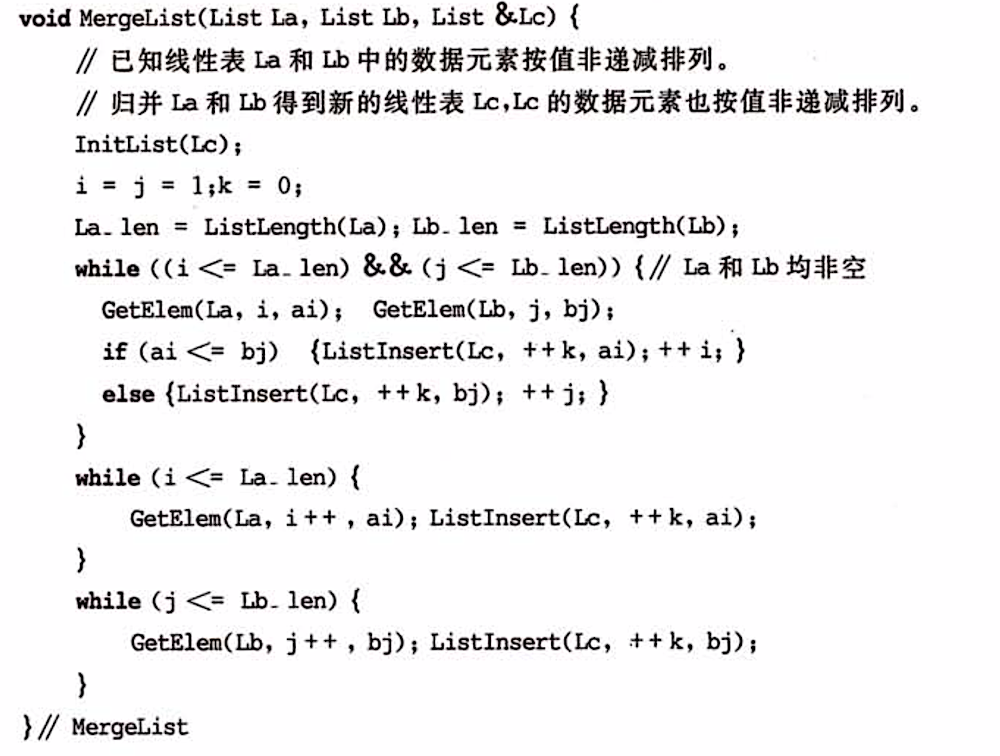 void MergeList(List La, List Lb, List &Lc) {
// 已知线性表 La 和 Lb 中的数据元素按值非递减排列。
// 归并 La 和 Lb 得到新的线性表 Lc,Lc 的数据元素也按值非递减排列。
InitList(Lc);
i = j = 1;k = 0;
La_len = ListLength(La); Lb_len = ListLength(Lb);
while ((i <= La_len) && (j <= Lb_len)) {// La 和 Lb 均非空
GetElem(La, i, ai); GetElem(Lb, j, bj);
if (ai <= bj) {ListInsert(Lc, ++k, ai); ++i; }
else {ListInsert(Lc, ++k, bj); ++j; }
}
while (i <= La_len) {
GetElem(La, i++, ai); ListInsert(Lc, ++k, ai);
}
while (j <= Lb_len) {
GetElem(Lb, j++, bj); ListInsert(Lc, ++k, bj);
}
}// MergeList